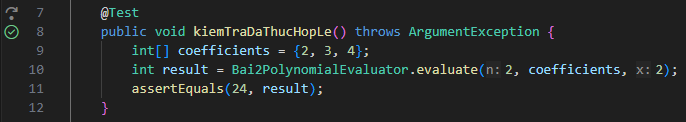 7 @Test
8 public void kiemTraDaThucHopLe() throws ArgumentException {
9 int[] coefficients = {2, 3, 4};
10 int result = Bai2PolynomialEvaluator.evaluate(n: 2, coefficients, x: 2);
11 assertEquals(24, result);
12 }